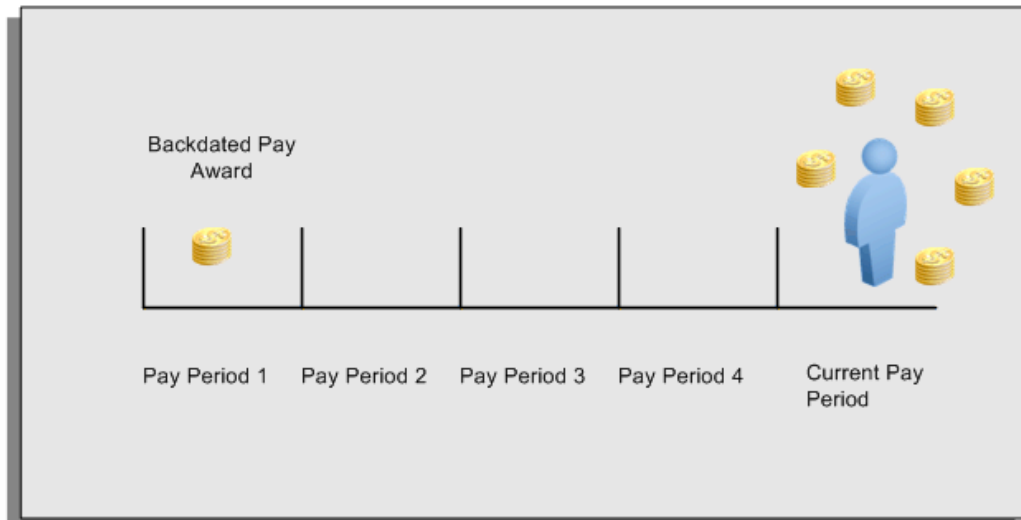 Backdated Pay
Award
Pay Period 1
Pay Period 2
Pay Period 3
Pay Period 4
Current Pay
Period